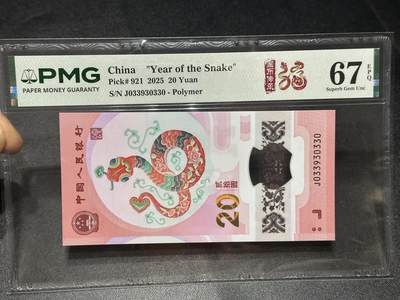 PMG
PAPER MONEY GUARANTY
China "Year of the Snake"
Pick# 921 2025 20 Yuan
S/N J033930330 - Polymer
福
67 EPQ
Superb Gem Unc
中国人民银行
贰拾圆
20
J033930330